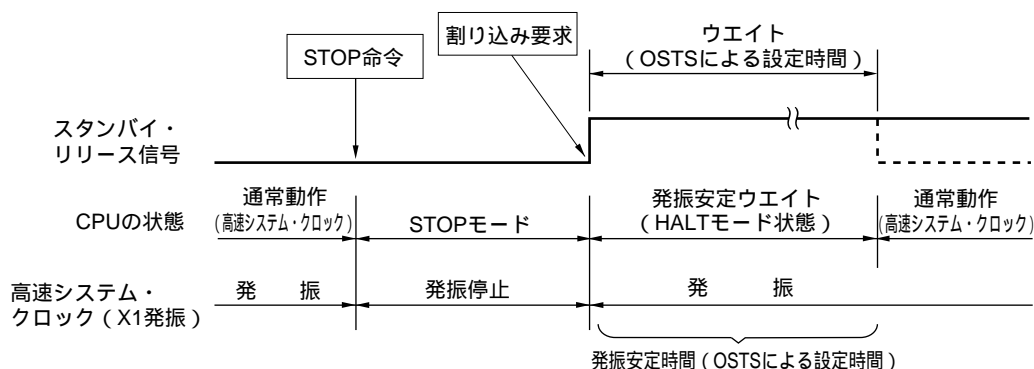 ウエイト
(OSTSによる設定時間)
割り込み要求
STOP命令
スタンバイ・
リリース信号
通常動作
(高速システム・クロック)
CPUの状態
STOPモード
発振安定ウエイト
(HALTモード状態)
通常動作
(高速システム・クロック)
高速システム・
クロック(X1発振)
発 振
発振停止
発 振
発振安定時間(OSTSによる設定時間)